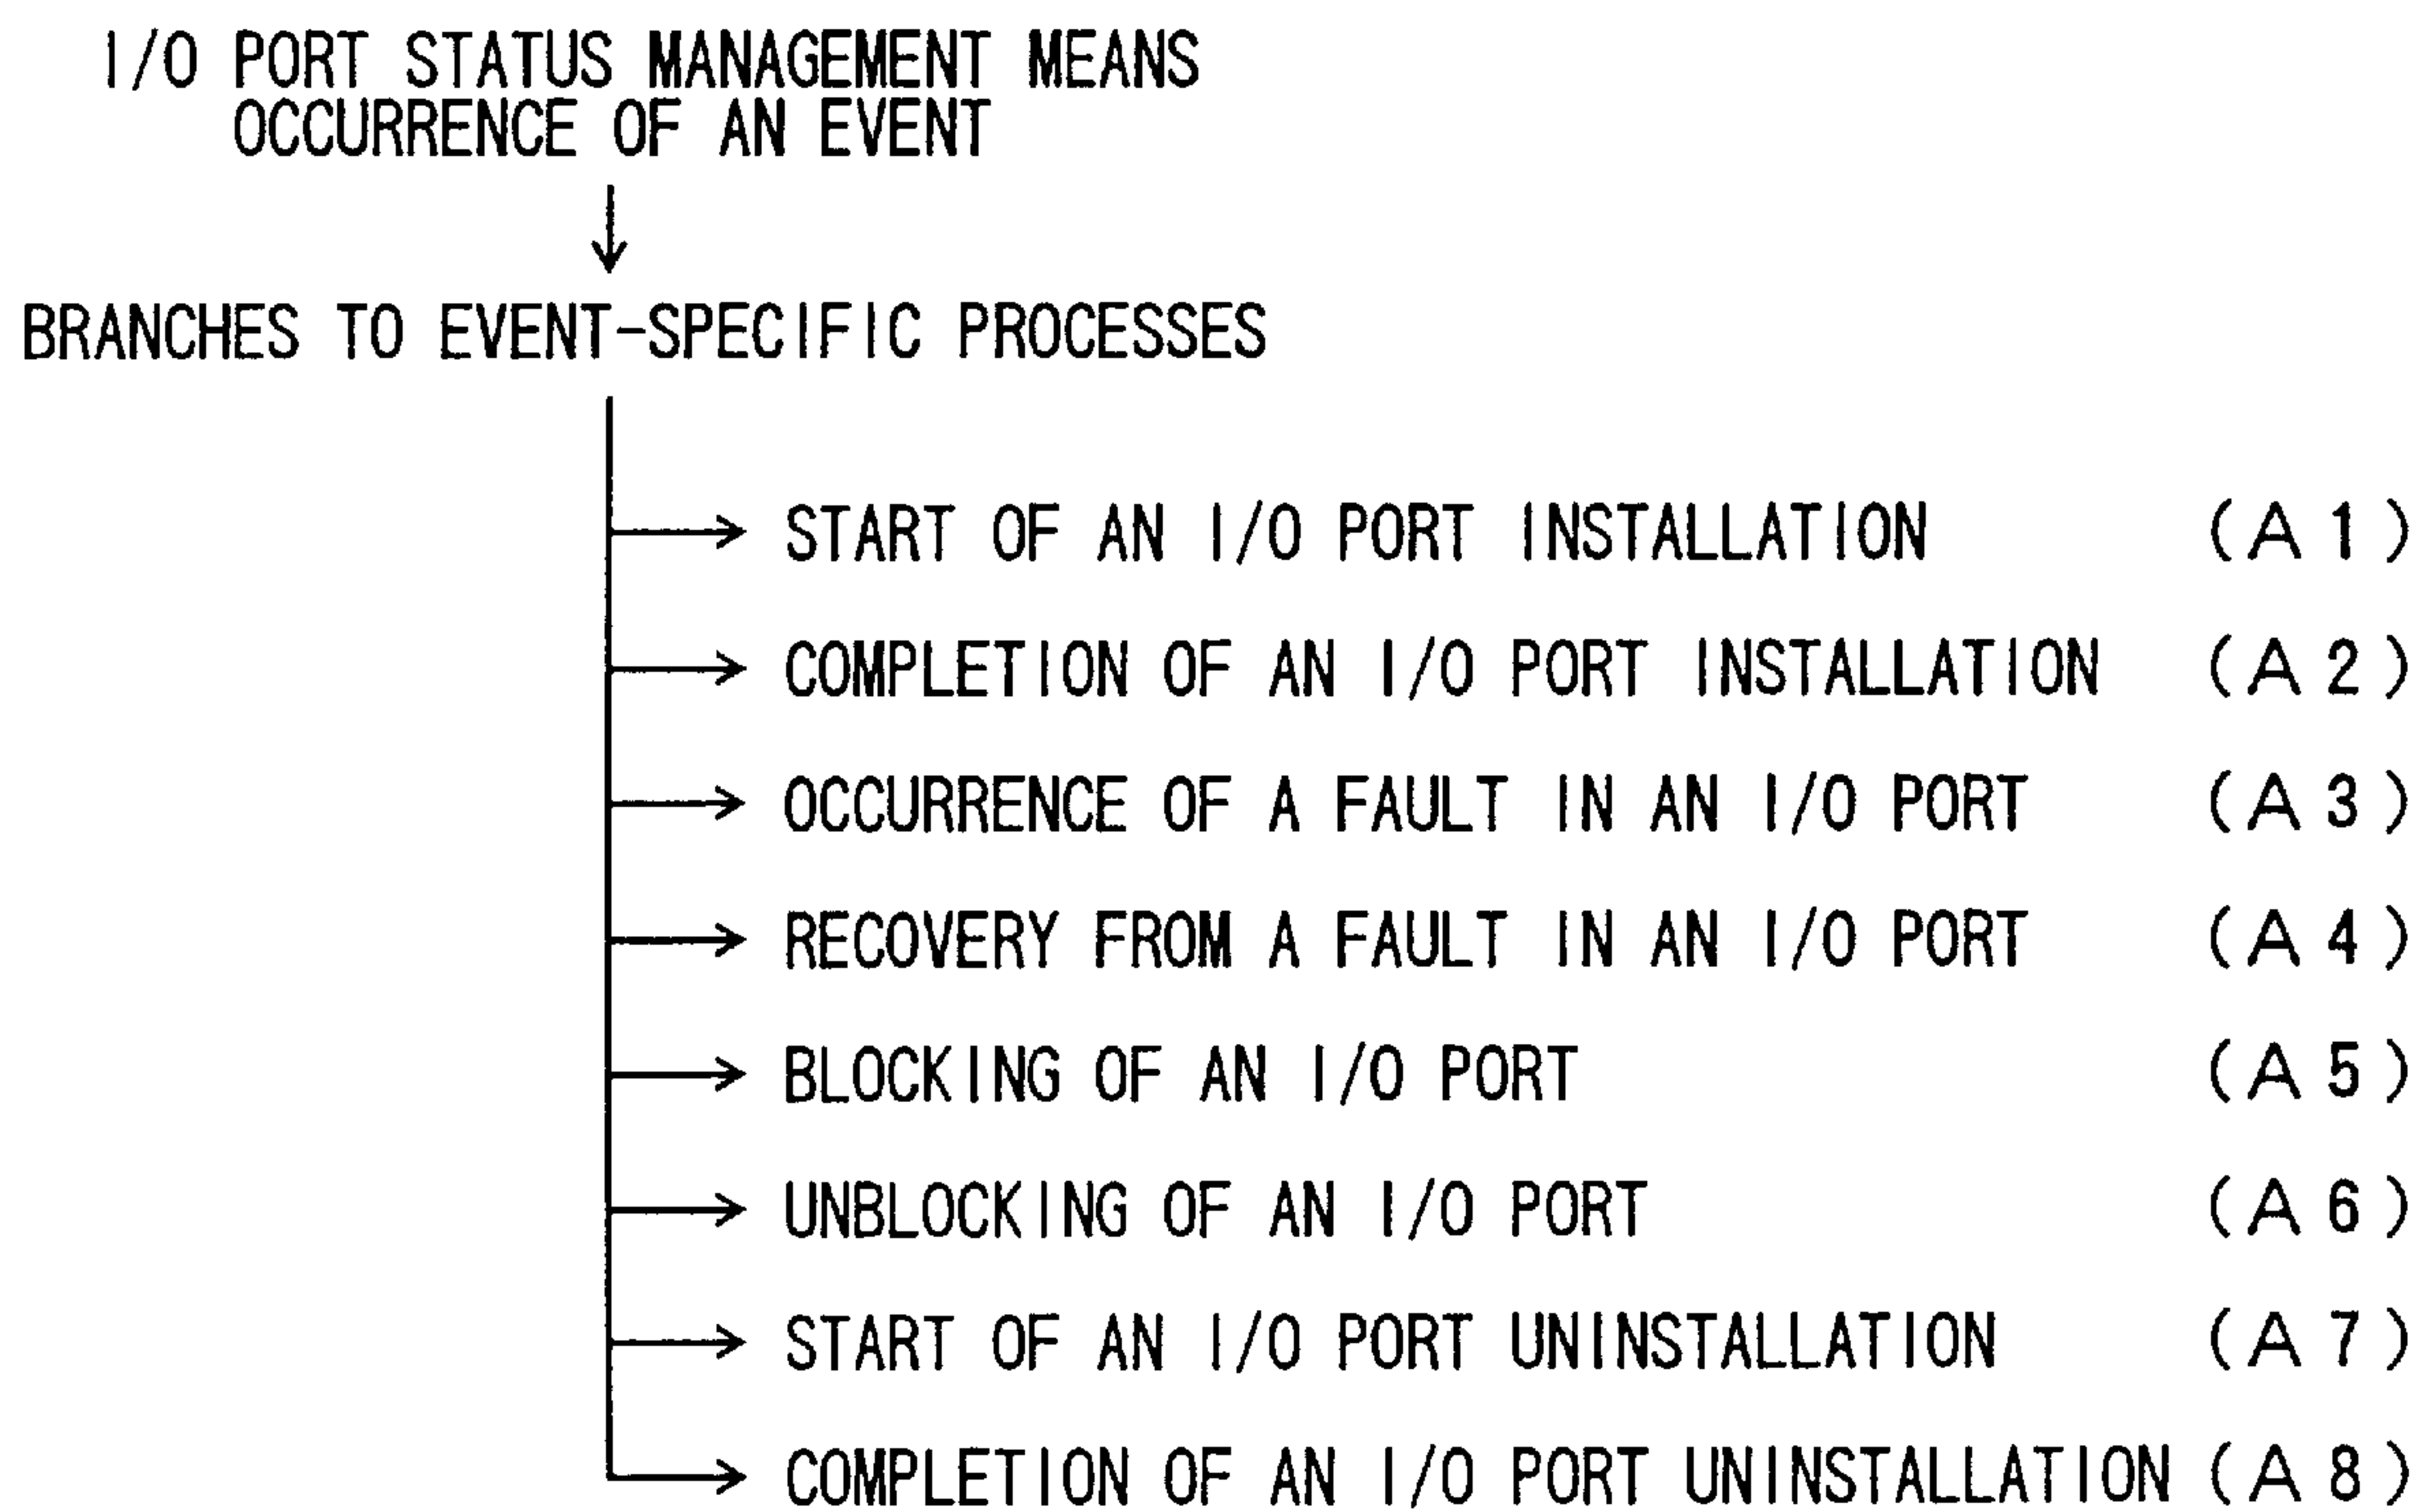 I/O PORT STATUS MANAGEMENT MEANS
OCCURRENCE OF AN EVENT
BRANCHES TO EVENT-SPECIFIC PROCESSES
START OF AN I/O PORT INSTALLATION (A1)
COMPLETION OF AN I/O PORT INSTALLATION (A2)
OCCURRENCE OF A FAULT IN AN I/O PORT (A3)
RECOVERY FROM A FAULT IN AN I/O PORT (A4)
BLOCKING OF AN I/O PORT (A5)
UNBLOCKING OF AN I/O PORT (A6)
START OF AN I/O PORT UNINSTALLATION (A7)
COMPLETION OF AN I/O PORT UNINSTALLATION (A8)